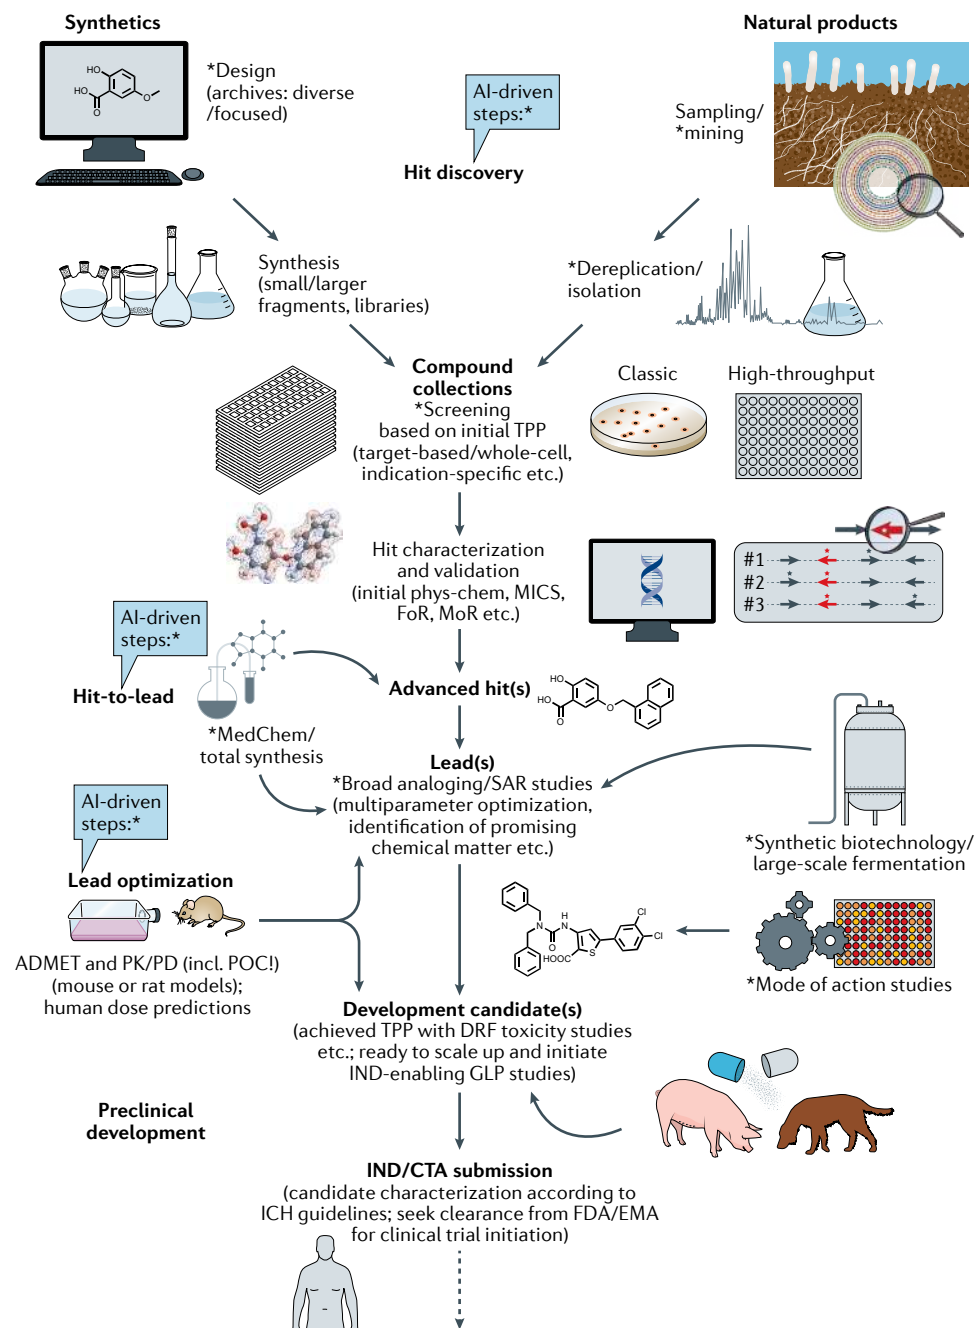 Synthetics
Natural products
HO
HO
O
O
*Design
(archives: diverse
/focused)
AI-driven
steps:*
Hit discovery
Sampling/
*mining
Synthesis
(small/larger
fragments, libraries)
*Dereplication/
isolation
Compound
collections
*Screening
based on initial TPP
(target-based/whole-cell,
indication-specific etc.)
Classic
High-throughput
Hit characterization
and validation
(initial phys-chem, MICS,
FoR, MoR etc.)
#1
#2
#3
AI-driven
steps:*
Hit-to-lead
*MedChem/
total synthesis
Advanced hit(s)
HO
HO
O
O
Lead(s)
*Broad analoging/SAR studies
(multiparameter optimization,
identification of promising
chemical matter etc.)
*Synthetic biotechnology/
large-scale fermentation
AI-driven
steps:*
Lead optimization
ADMET and PK/PD (incl. POC!)
(mouse or rat models);
human dose predictions
H
N
N
O
HOOC
S
Cl
Cl
*Mode of action studies
Development candidate(s)
(achieved TPP with DRF toxicity studies
etc.; ready to scale up and initiate
IND-enabling GLP studies)
Preclinical
development
IND/CTA submission
(candidate characterization according to
ICH guidelines; seek clearance from FDA/EMA
for clinical trial initiation)